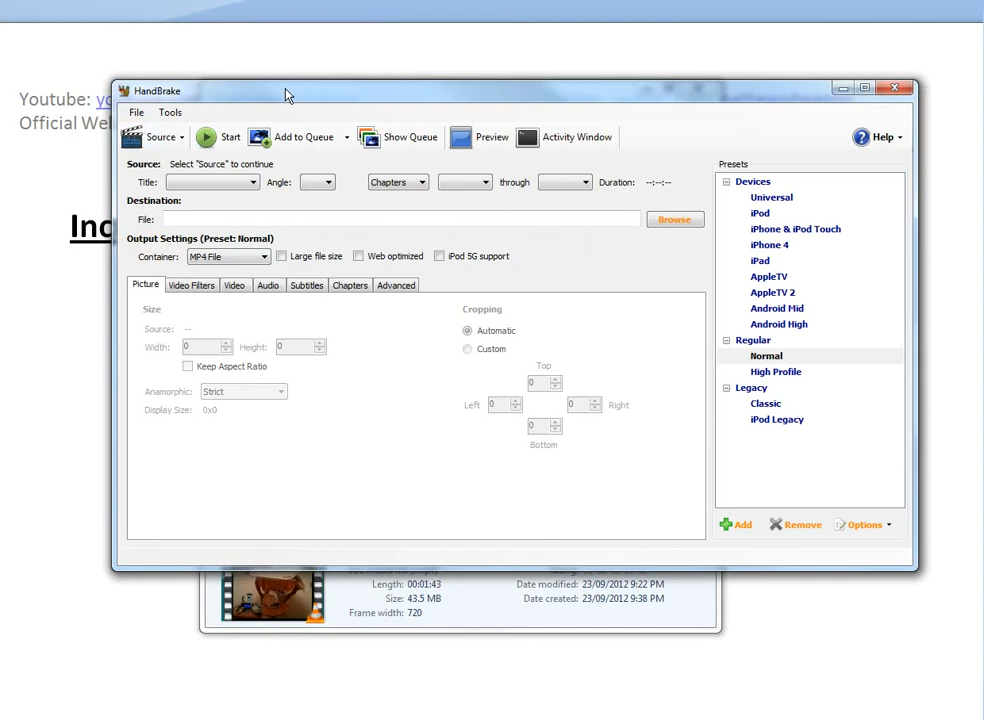 Youtube: yo
Official Wel
Inc
HandBrake
File Tools
Source Start Add to Queue Show Queue Preview Activity Window Help
Source: Select "Source" to continue
Title: Angle: Chapters through Duration: --:--:--
Destination:
File: Browse
Output Settings (Preset: Normal)
Container: MP4 File Large file size Web optimized iPod 5G support
Picture Video Filters Video Audio Subtitles Chapters Advanced
Size
Source: --
Width: 0 Height: 0
Keep Aspect Ratio
Anamorphic: Strict
Display Size: 0x0
Cropping
Automatic
Custom
Top
0
Left 0 0 Right
0
Bottom
Presets
Devices
Universal
iPod
iPhone & iPod Touch
iPhone 4
iPad
AppleTV
AppleTV 2
Android Mid
Android High
Regular
Normal
High Profile
Legacy
Classic
iPod Legacy
Add Remove Options
Length: 00:01:43 Date modified: 23/09/2012 9:22 PM
Size: 43.5 MB Date created: 23/09/2012 9:38 PM
Frame width: 720